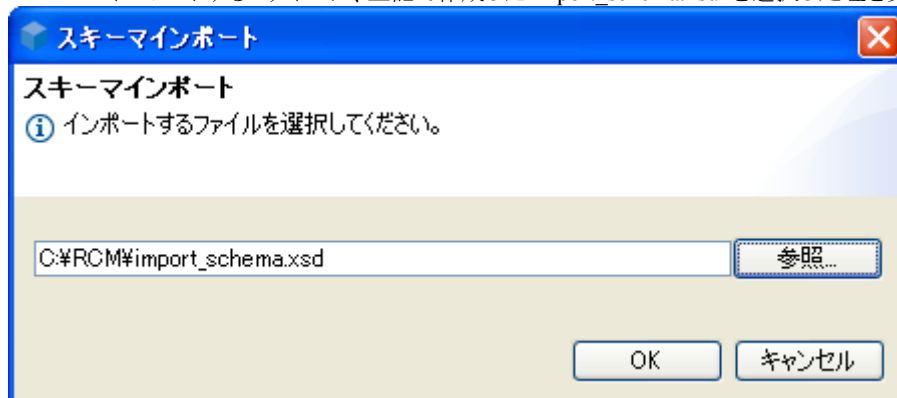 スキーマインポート
スキーマインポート
インポートするファイルを選択してください。
C:¥RCM¥import_schema.xsd
参照...
OK
キャンセル